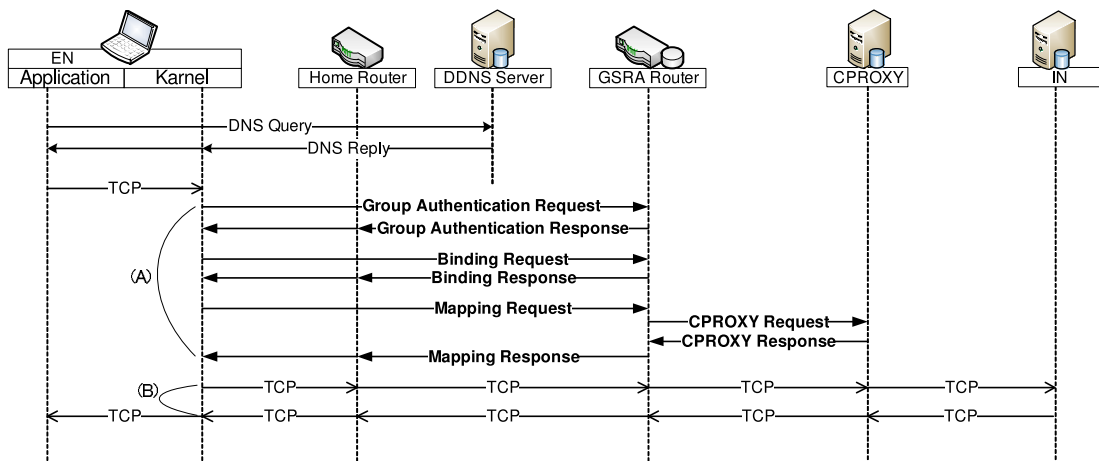 EN
Application
Karnel
Home Router
DDNS Server
GSRA Router
CPROXY
IN
DNS Query
DNS Reply
TCP
Group Authentication Request
Group Authentication Response
(A)
Binding Request
Binding Response
Mapping Request
CPROXY Request
CPROXY Response
Mapping Response
(B)
TCP
TCP
TCP
TCP
TCP
TCP
TCP
TCP
TCP